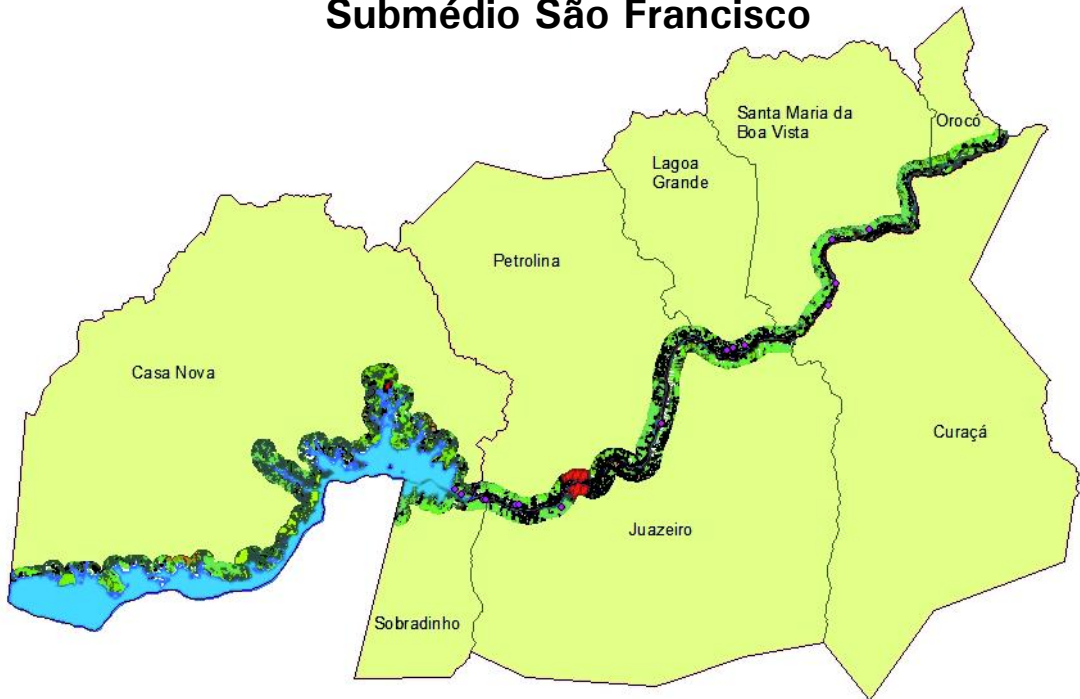 Submédio São Francisco
Santa Maria da
Boa Vista
Orocó
Lagoa
Grande
Petrolina
Casa Nova
Curaçá
Juazeiro
Sobradinho